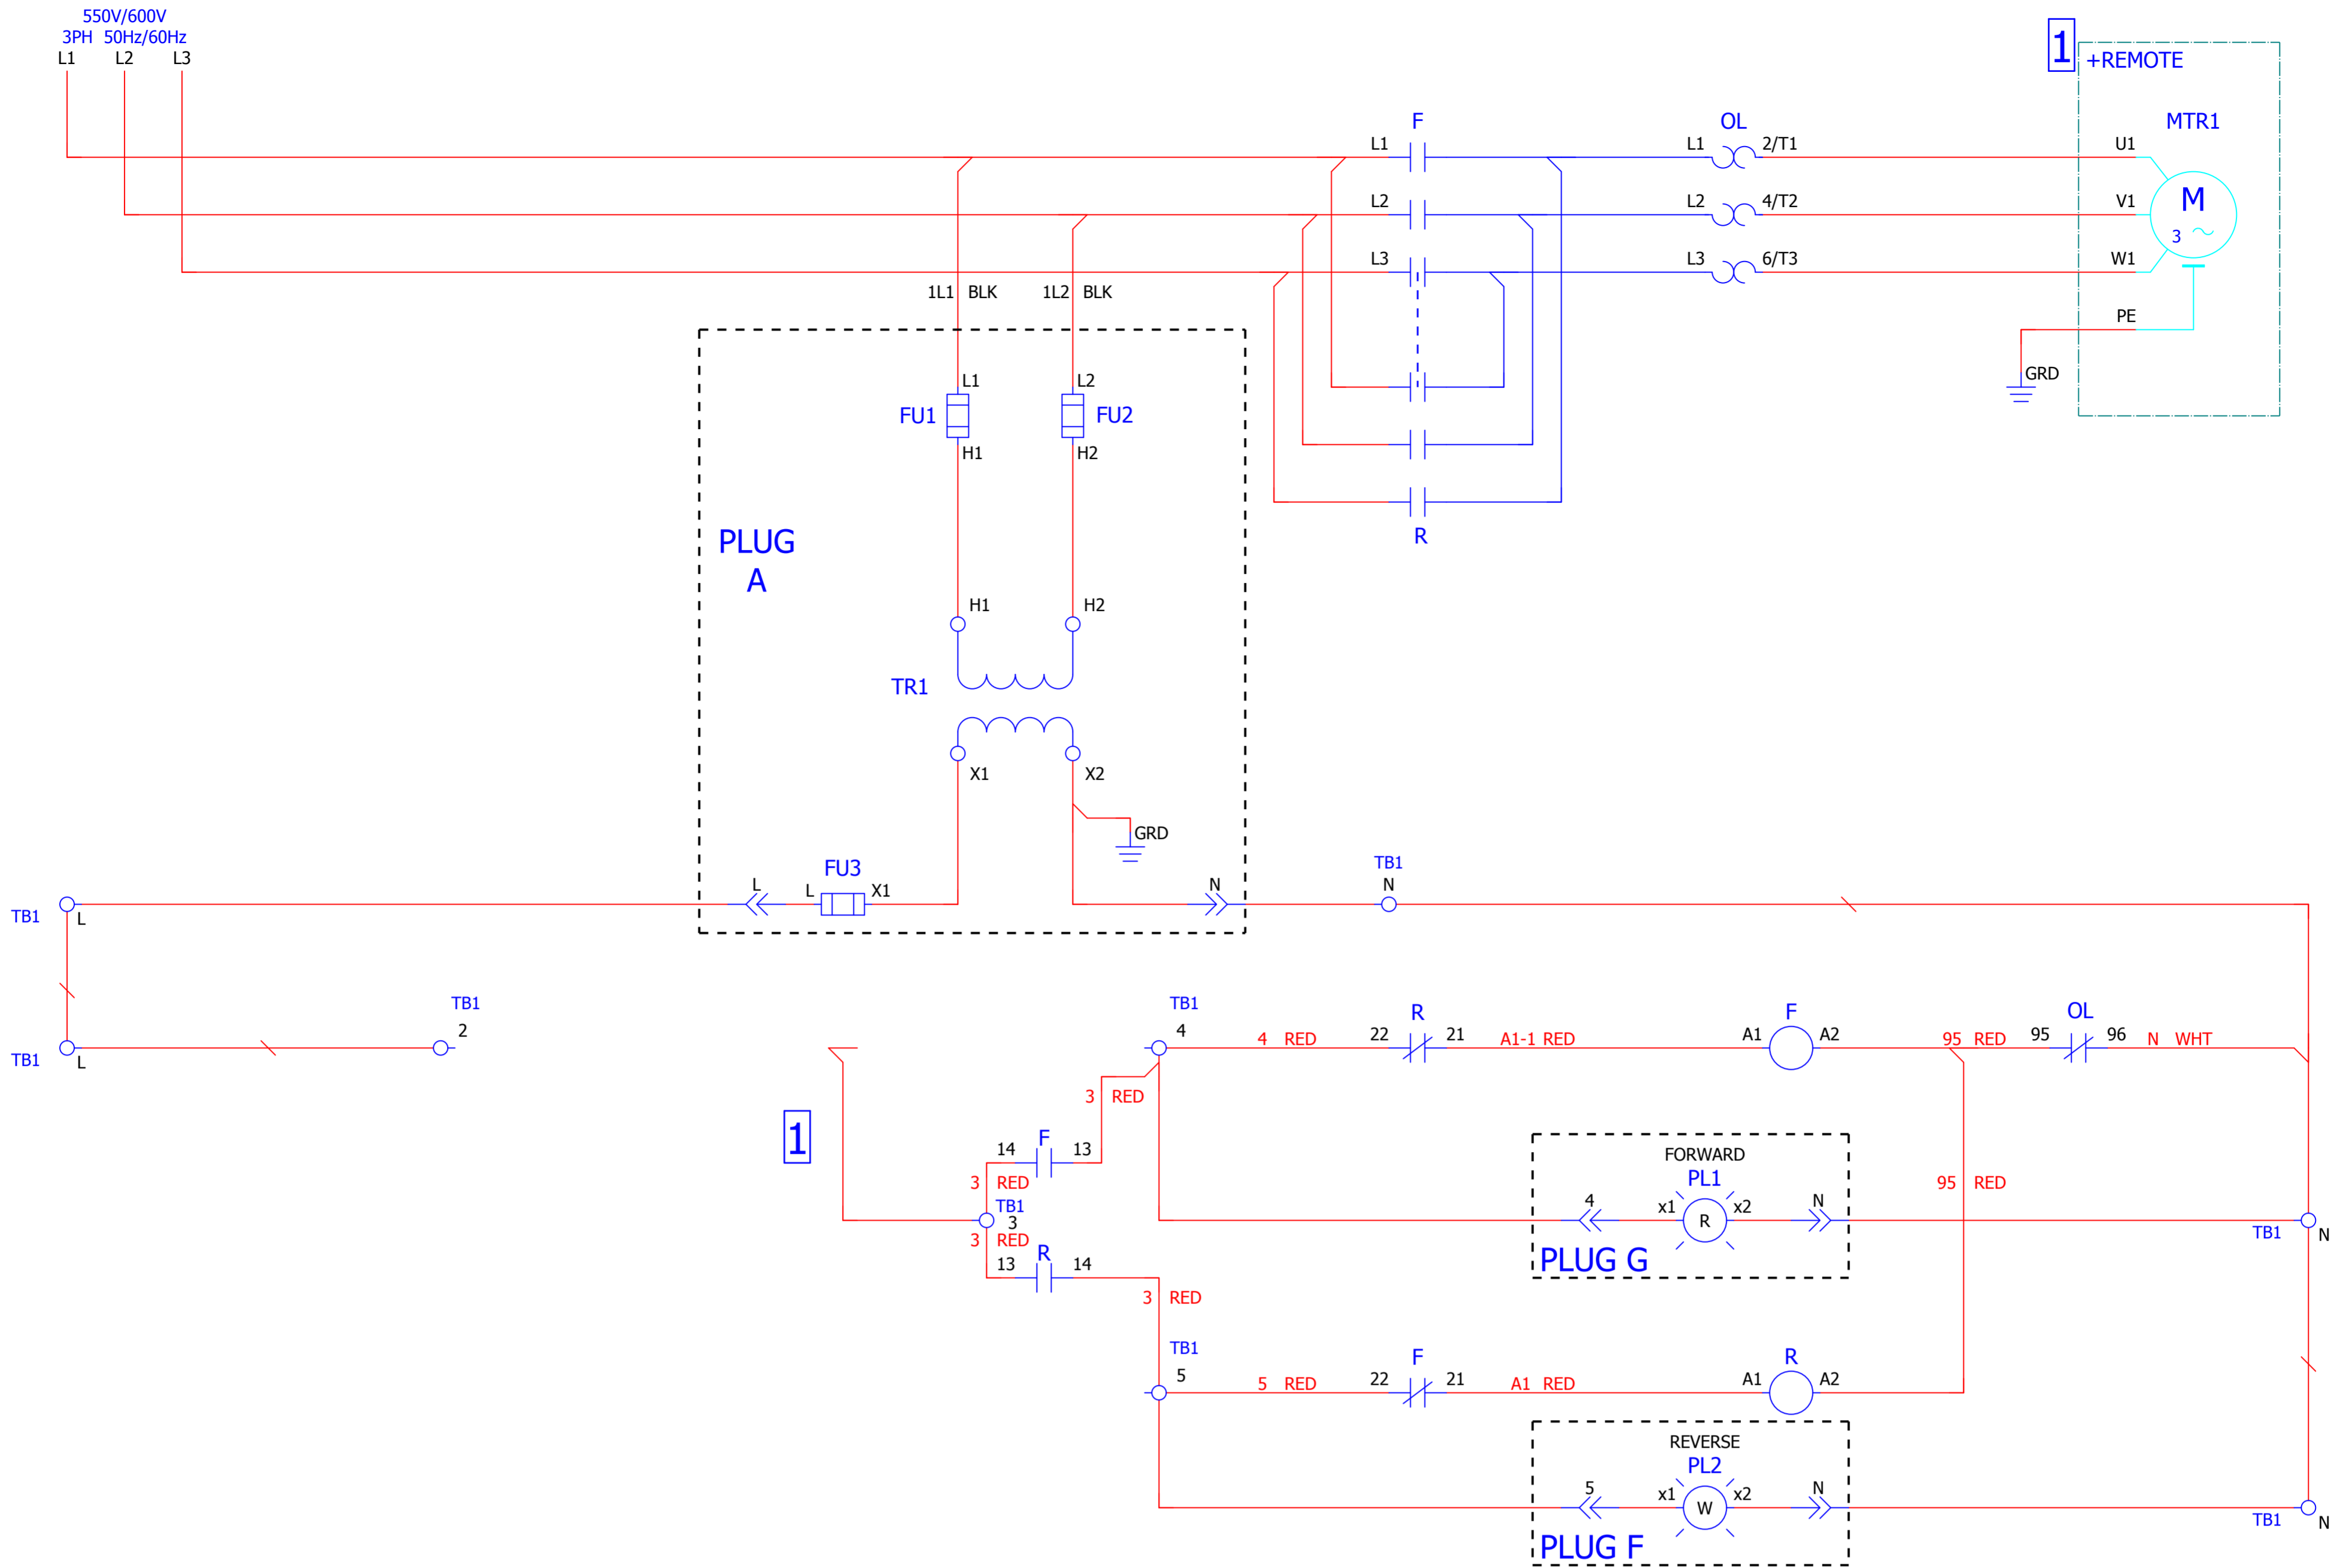 550V/600V
3PH 50Hz/60Hz
L1 L2 L3
1
+REMOTE
F
OL
MTR1
L1
L1 2/T1
U1
M
3
L2
L2 4/T2
V1
L3
L3 6/T3
W1
1L1 BLK
1L2 BLK
PE
GRD
L1
L2
FU1
FU2
H1
H2
R
PLUG
A
H1
H2
TR1
X1
X2
GRD
FU3
L
L
X1
N
TB1
N
TB1
L
TB1
2
TB1
L
TB1
4
4 RED
R
22
21
A1-1 RED
F
A1
A2
95 RED
OL
95
96
N WHT
3 RED
1
F
14
13
3 RED
TB1
3
3 RED
R
13
14
3 RED
FORWARD
PL1
4
x1
R
x2
N
PLUG G
95 RED
TB1
N
TB1
5
5 RED
F
22
21
A1 RED
R
A1
A2
REVERSE
PL2
5
x1
W
x2
N
PLUG F
TB1
N